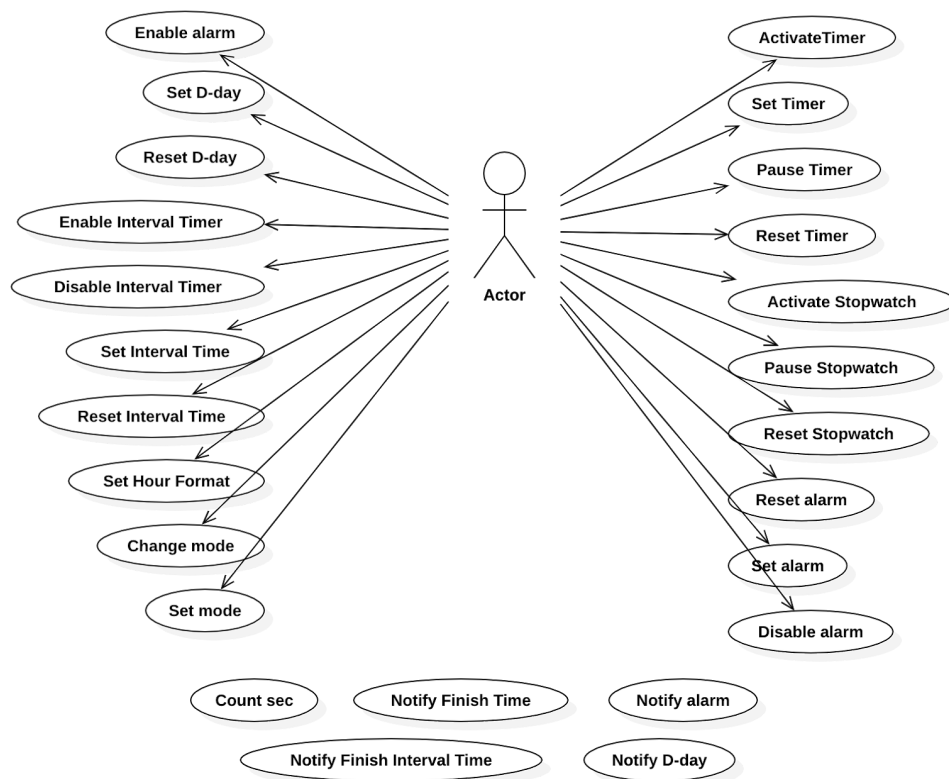 Enable alarm
Set D-day
Reset D-day
Enable Interval Timer
Disable Interval Timer
Set Interval Time
Reset Interval Time
Set Hour Format
Change mode
Set mode
Actor
ActivateTimer
Set Timer
Pause Timer
Reset Timer
Activate Stopwatch
Pause Stopwatch
Reset Stopwatch
Reset alarm
Set alarm
Disable alarm
Count sec
Notify Finish Time
Notify alarm
Notify Finish Interval Time
Notify D-day